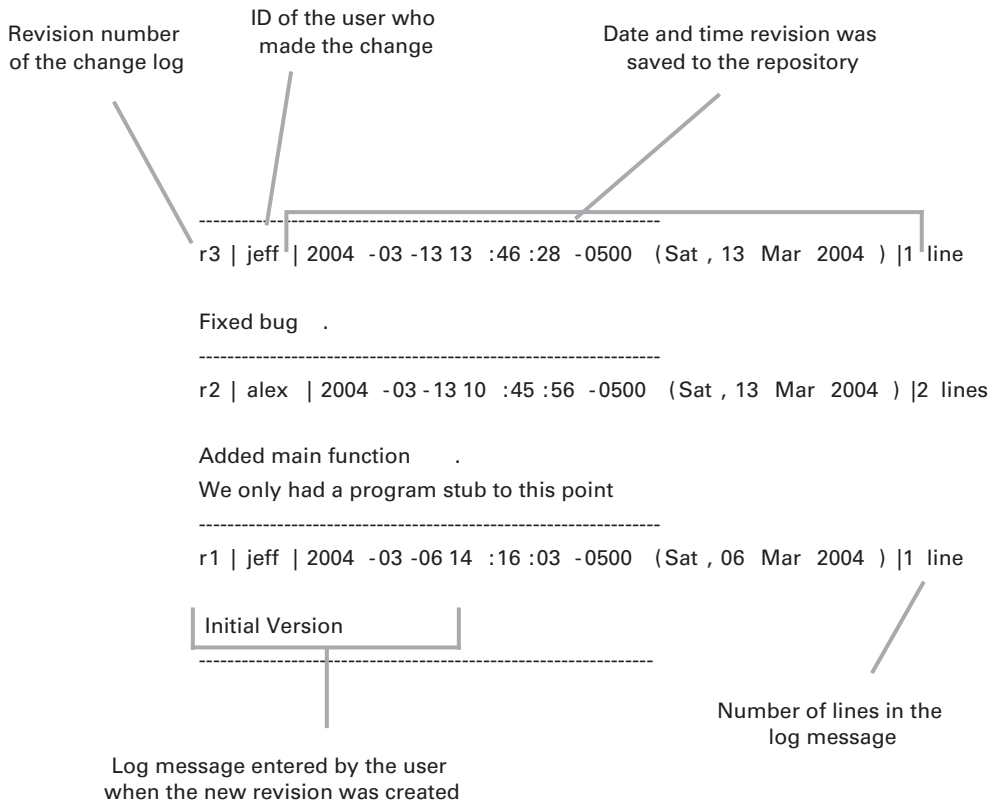 Revision number
of the change log
ID of the user who
made the change
Date and time revision was
saved to the repository
-----------------------------------------------------------------
r3 | jeff | 2004 -03 -13 13 :46 :28 -0500 (Sat , 13 Mar 2004 ) |1 line
Fixed bug .
-----------------------------------------------------------------
r2 | alex | 2004 -03 -13 10 :45 :56 -0500 (Sat , 13 Mar 2004 ) |2 lines
Added main function .
We only had a program stub to this point
-----------------------------------------------------------------
r1 | jeff | 2004 -03 -06 14 :16 :03 -0500 (Sat , 06 Mar 2004 ) |1 line
Initial Version
----------------------------------------------------------------
Number of lines in the
log message
Log message entered by the user
when the new revision was created